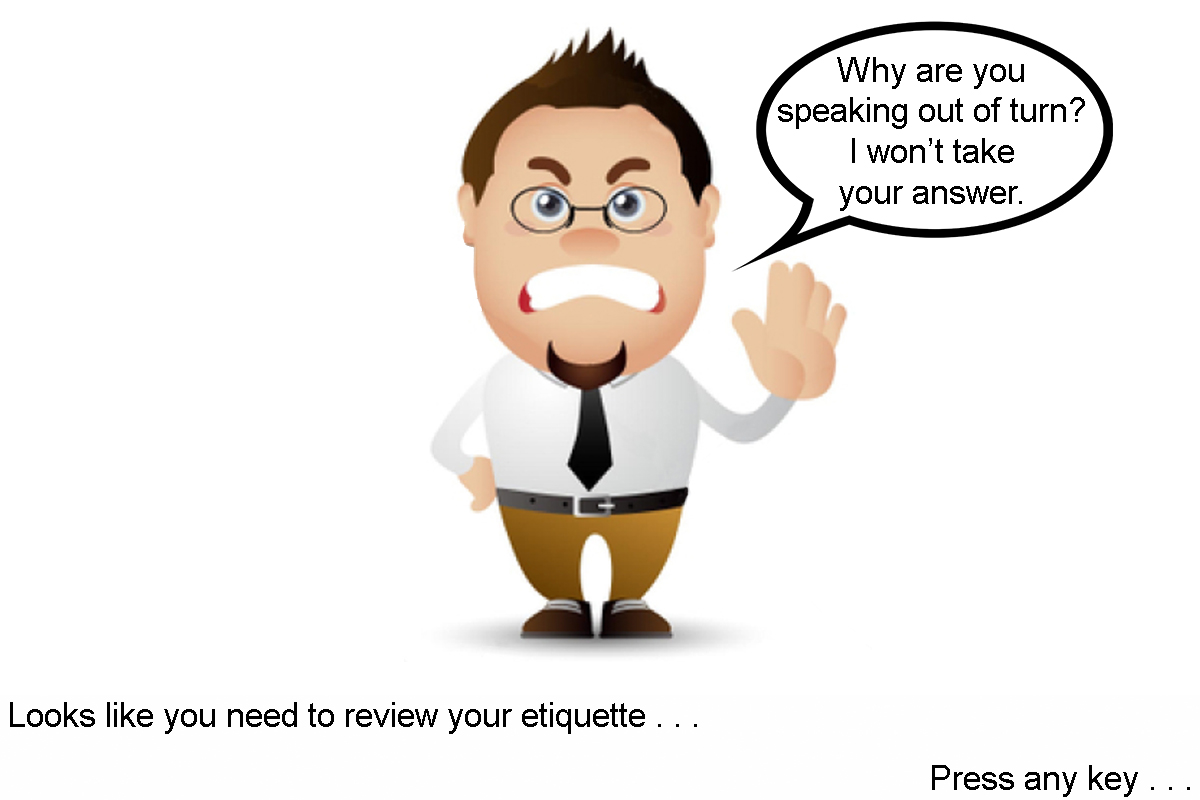 Why are you
speaking out of turn?
I won’t take
your answer.
Looks like you need to review your etiquette . . .
Press any key . . .